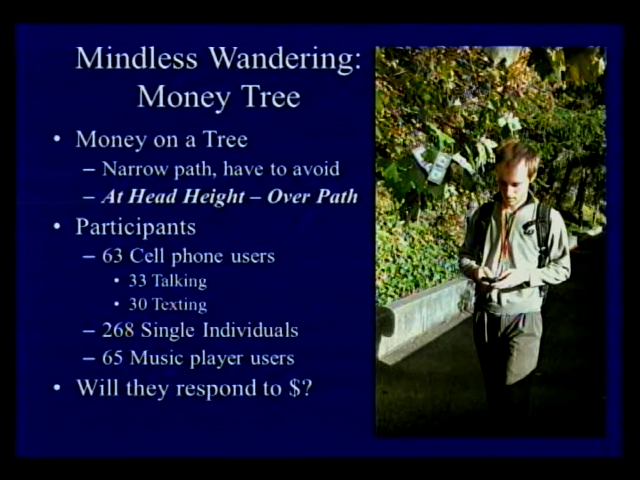 Mindless Wandering:
Money Tree
• Money on a Tree
– Narrow path, have to avoid
– At Head Height – Over Path
• Participants
– 63 Cell phone users
• 33 Talking
• 30 Texting
– 268 Single Individuals
– 65 Music player users
• Will they respond to $?